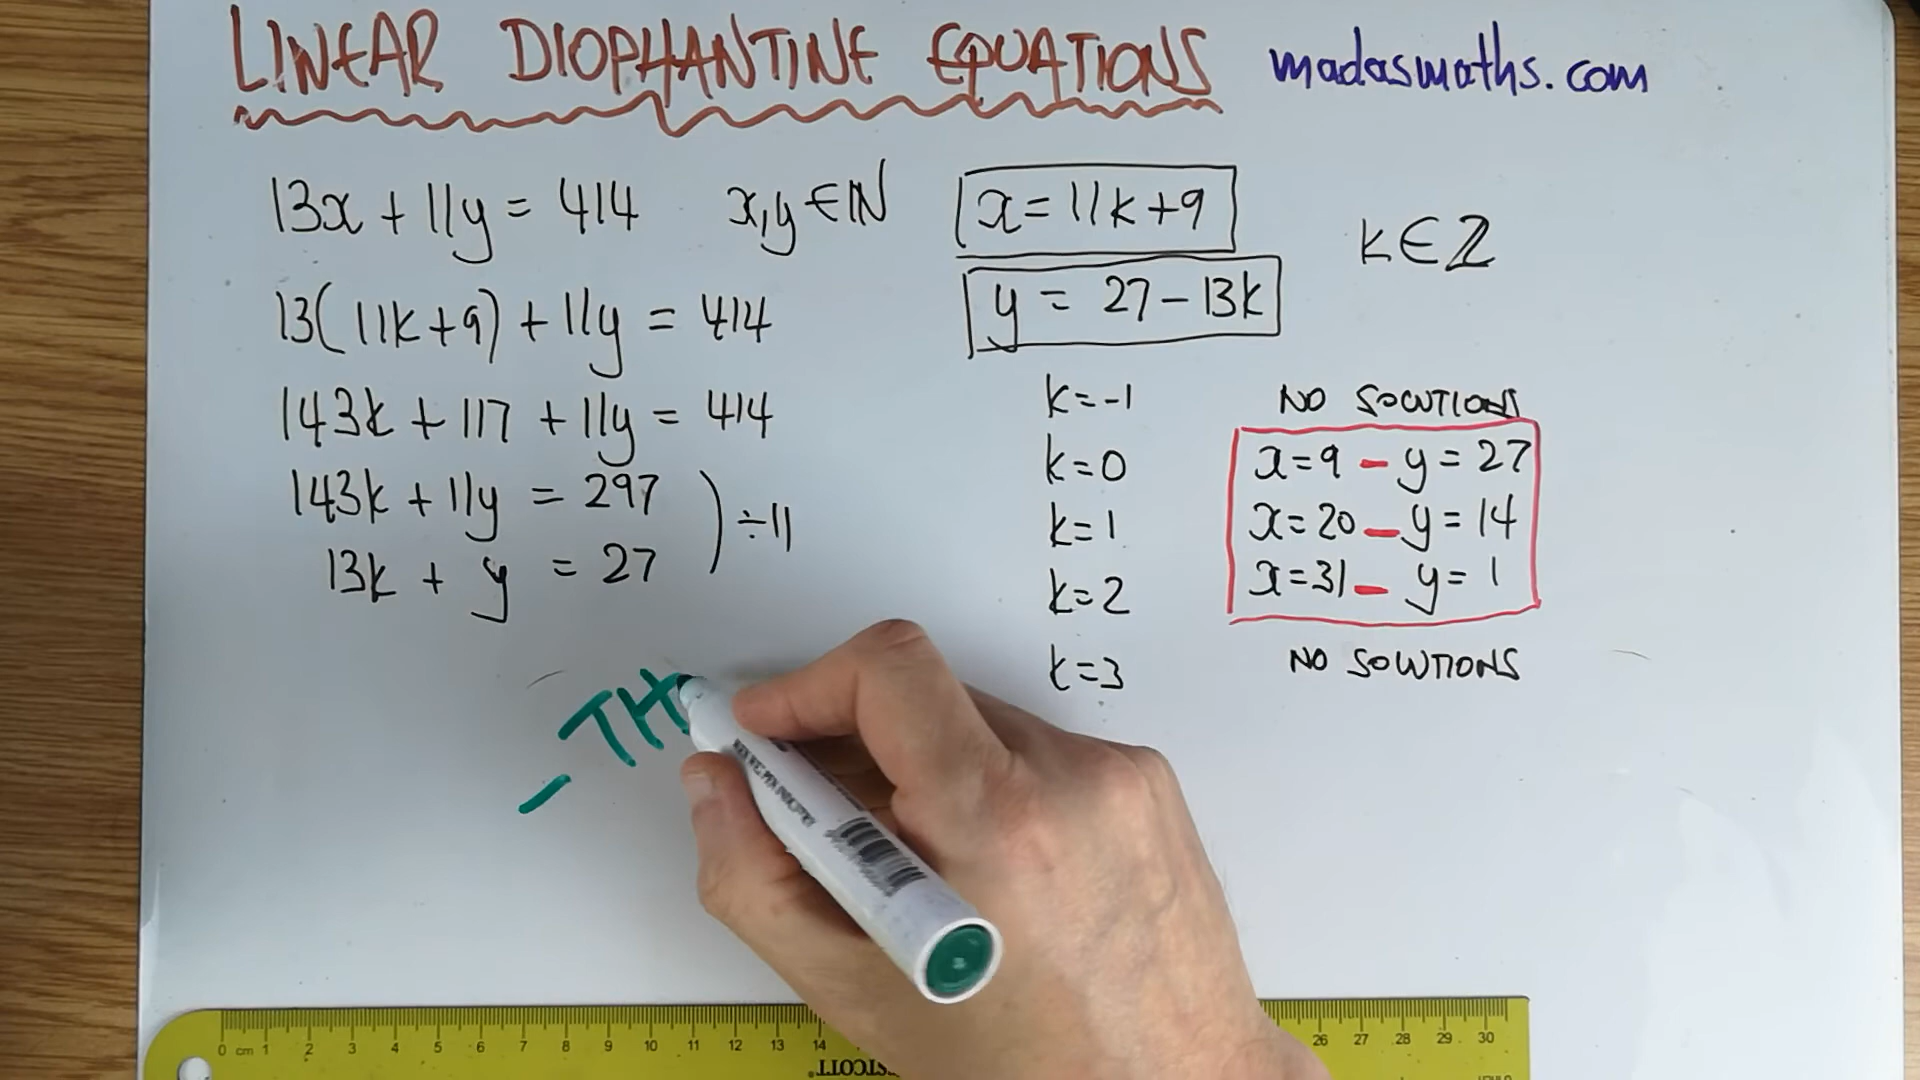 LINEAR DIOPHANTINE EQUATIONS madasmaths.com
13x + 11y = 414 x,y ∈ ℕ
13(11k+9) + 11y = 414
143k + 117 + 11y = 414
143k + 11y = 297
13k + y = 27
) ÷11
x = 11k+9
y = 27 - 13k
k ∈ ℤ
k=-1 NO SOLUTIONS
k=0 x=9 - y=27
k=1 x=20 - y=14
k=2 x=31 - y=1
k=3 NO SOLUTIONS
- TH
0 cm 1 2 3 4 5 6 7 8 9 10 11 12 13 14 26 27 28 29 30